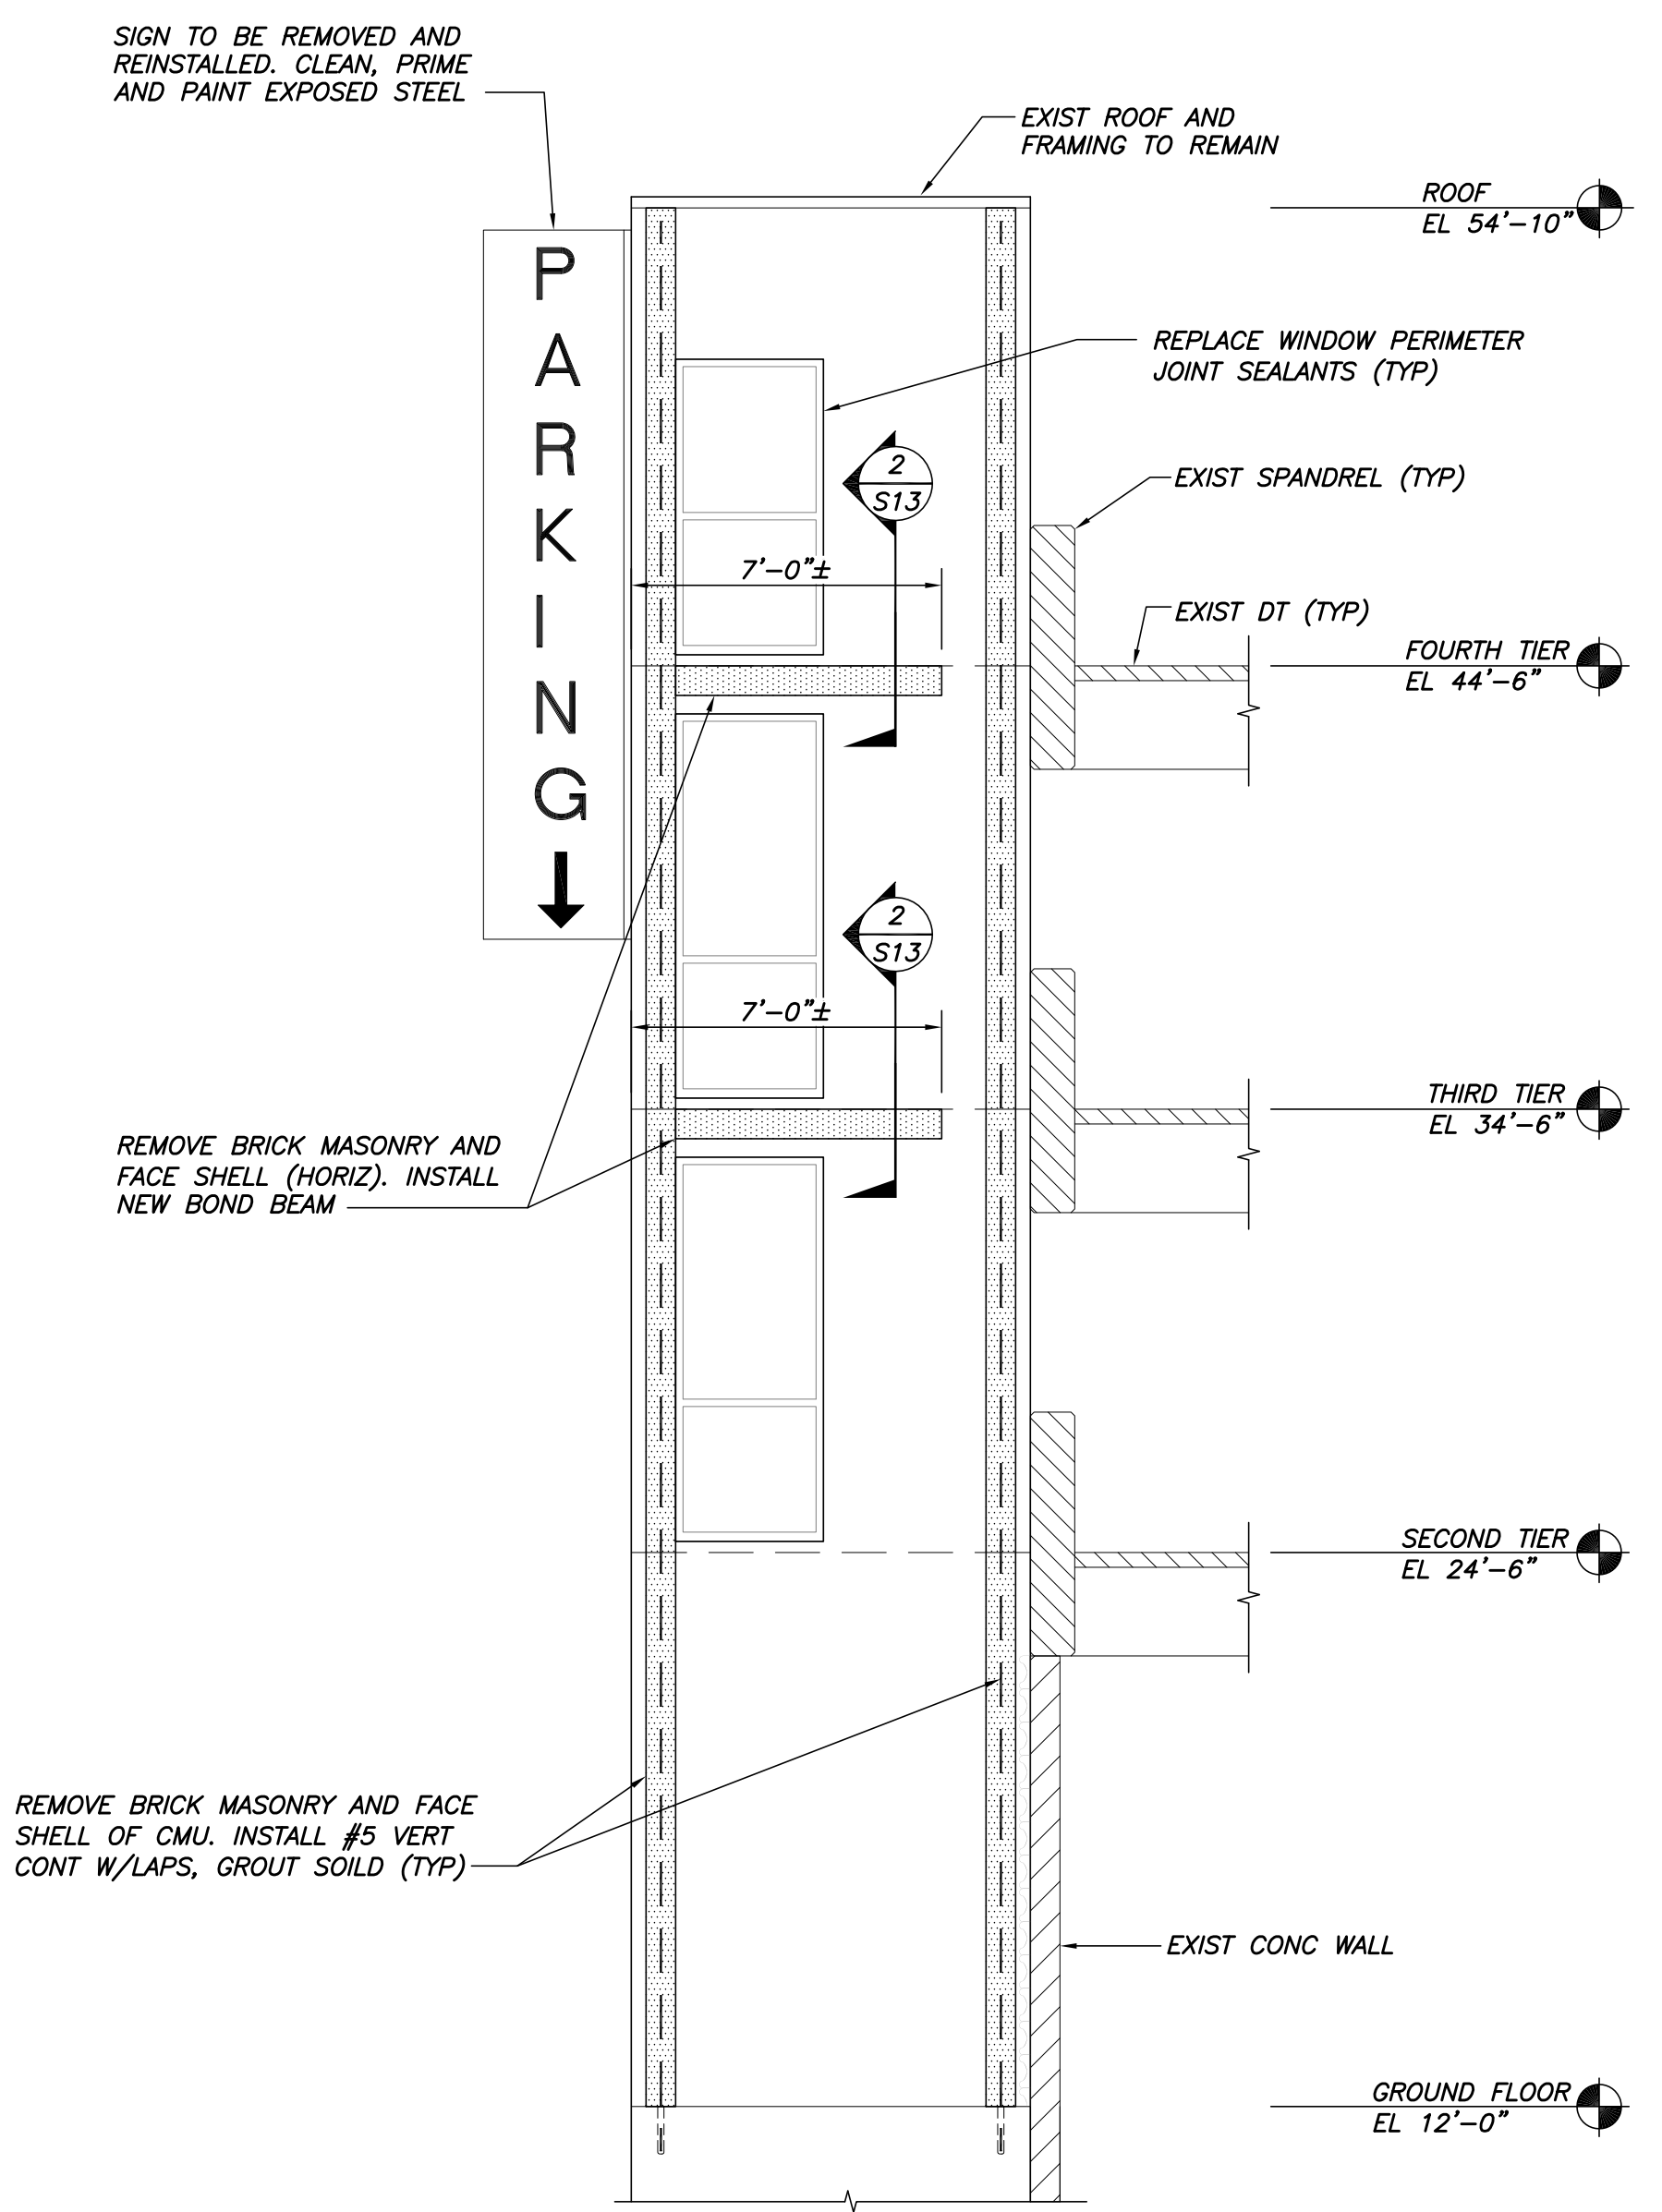 SIGN TO BE REMOVED AND
REINSTALLED. CLEAN, PRIME
AND PAINT EXPOSED STEEL
EXIST ROOF AND
FRAMING TO REMAIN
ROOF
EL 54'-10"
P
A
R
K
I
N
G
REPLACE WINDOW PERIMETER
JOINT SEALANTS (TYP)
2
S13
EXIST SPANDREL (TYP)
7'-0"±
EXIST DT (TYP)
FOURTH TIER
EL 44'-6"
2
S13
7'-0"±
THIRD TIER
EL 34'-6"
REMOVE BRICK MASONRY AND
FACE SHELL (HORIZ). INSTALL
NEW BOND BEAM
SECOND TIER
EL 24'-6"
REMOVE BRICK MASONRY AND FACE
SHELL OF CMU. INSTALL #5 VERT
CONT W/LAPS, GROUT SOILD (TYP)
EXIST CONC WALL
GROUND FLOOR
EL 12'-0"